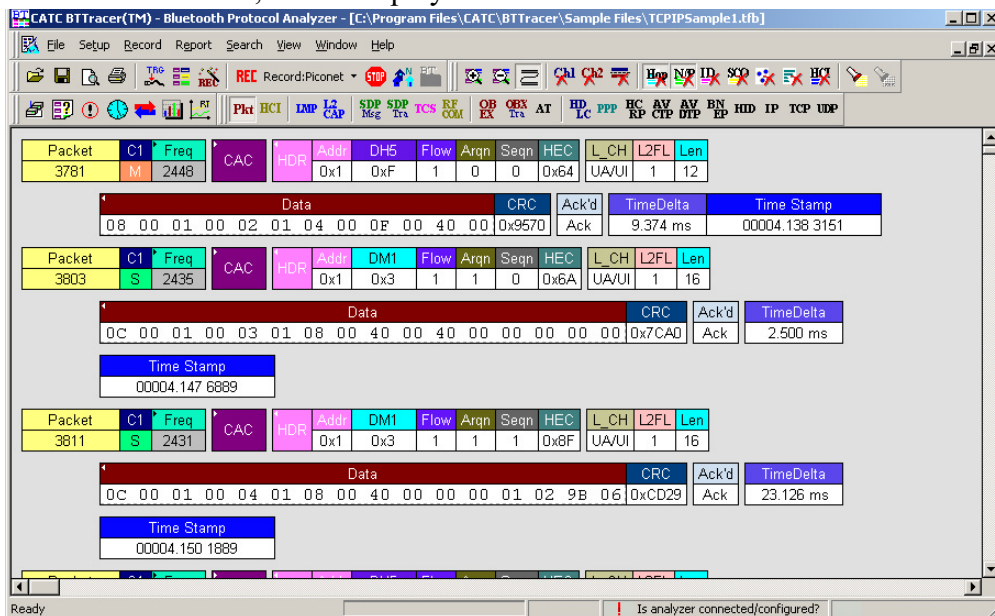 CATC BTTracer(TM) - Bluetooth Protocol Analyzer - [C:\Program Files\CATC\BTTracer\Sample Files\TCPIPSample1.tfb]
File Setup Record Report Search View Window Help
TRG REC REC Record:Piconet STOP Ch1 Ch2 Hop N/P IDs SCO HCI
RI Pkt HCI LMP L2CAP SDP Msg SDP Tra TCS RF COM OB EX OBX Tra AT HD LC PPP HC RP AV CTP AV DTP BN EP HID IP TCP UDP
Packet C1 Freq CAC HDR Addr DH5 Flow Arqn Seqn HEC L_CH L2FL Len
3781 M 2448 0x1 0xF 1 0 0 0x64 UA/UI 1 12
Data CRC Ack'd TimeDelta Time Stamp
08 00 01 00 02 01 04 00 0F 00 40 00 0x9570 Ack 9.374 ms 00004.138 3151
Packet C1 Freq CAC HDR Addr DM1 Flow Arqn Seqn HEC L_CH L2FL Len
3803 S 2435 0x1 0x3 1 1 0 0x6A UA/UI 1 16
Data CRC Ack'd TimeDelta
0C 00 01 00 03 01 08 00 40 00 40 00 00 00 00 00 0x7CA0 Ack 2.500 ms
Time Stamp
00004.147 6889
Packet C1 Freq CAC HDR Addr DM1 Flow Arqn Seqn HEC L_CH L2FL Len
3811 S 2431 0x1 0x3 1 1 1 0x8F UA/UI 1 16
Data CRC Ack'd TimeDelta
0C 00 01 00 04 01 08 00 40 00 00 00 01 02 9B 06 0xCD29 Ack 23.126 ms
Time Stamp
00004.150 1889
Ready Is analyzer connected/configured?